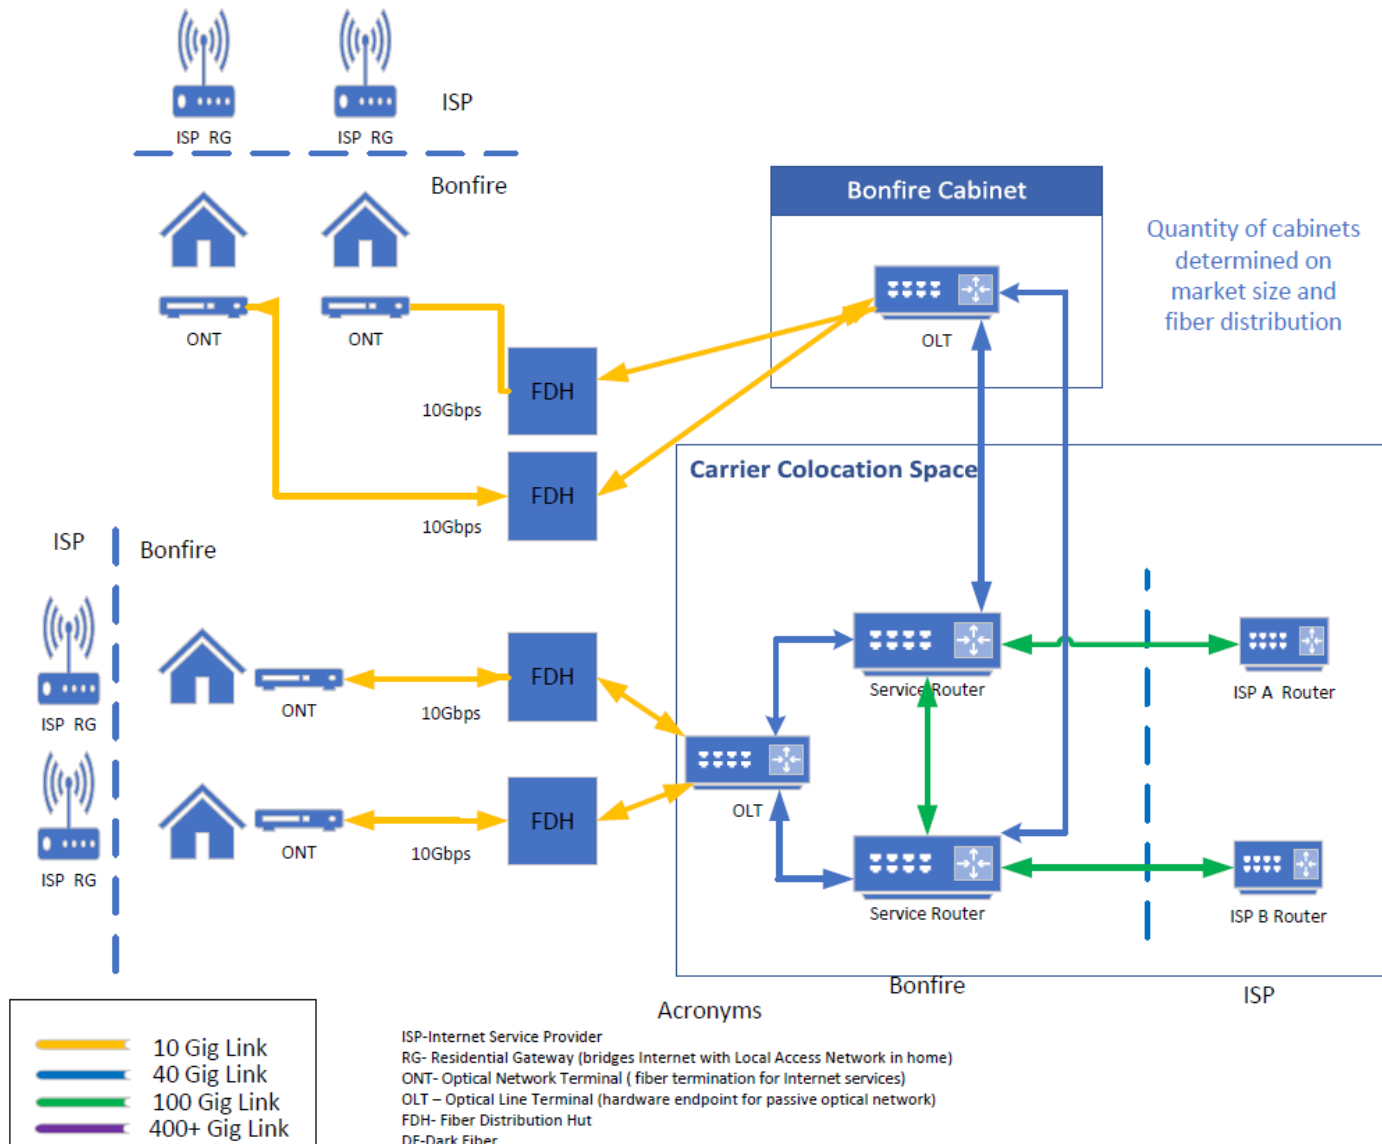 ISP RG
ISP RG
ISP
Bonfire
ONT
ONT
10Gbps
FDH
10Gbps
FDH
Bonfire Cabinet
OLT
Quantity of cabinets
determined on
market size and
fiber distribution
Carrier Colocation Space
ISP
Bonfire
ISP RG
ONT
10Gbps
FDH
ISP RG
ONT
10Gbps
FDH
OLT
Service Router
ISP A Router
Service Router
ISP B Router
Bonfire
ISP
10 Gig Link
40 Gig Link
100 Gig Link
400+ Gig Link
Acronyms
ISP-Internet Service Provider
RG- Residential Gateway (bridges Internet with Local Access Network in home)
ONT- Optical Network Terminal ( fiber termination for Internet services)
OLT – Optical Line Terminal (hardware endpoint for passive optical network)
FDH- Fiber Distribution Hut
DF-Dark Fiber